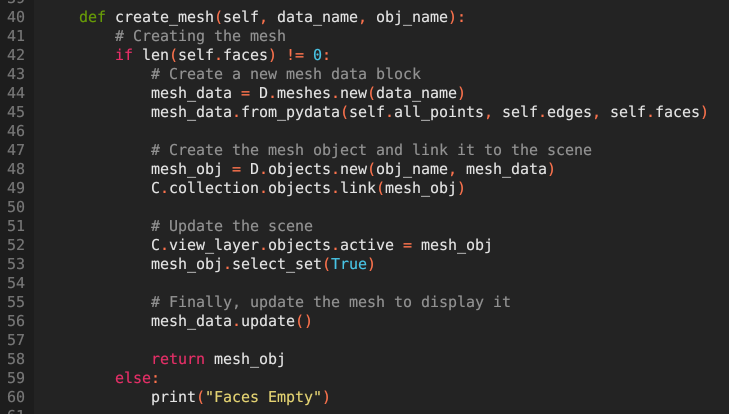 40     def create_mesh(self, data_name, obj_name):
41         # Creating the mesh
42         if len(self.faces) != 0:
43             # Create a new mesh data block
44             mesh_data = D.meshes.new(data_name)
45             mesh_data.from_pydata(self.all_points, self.edges, self.faces)
46
47             # Create the mesh object and link it to the scene
48             mesh_obj = D.objects.new(obj_name, mesh_data)
49             C.collection.objects.link(mesh_obj)
50
51             # Update the scene
52             C.view_layer.objects.active = mesh_obj
53             mesh_obj.select_set(True)
54
55             # Finally, update the mesh to display it
56             mesh_data.update()
57
58             return mesh_obj
59         else:
60             print("Faces Empty")